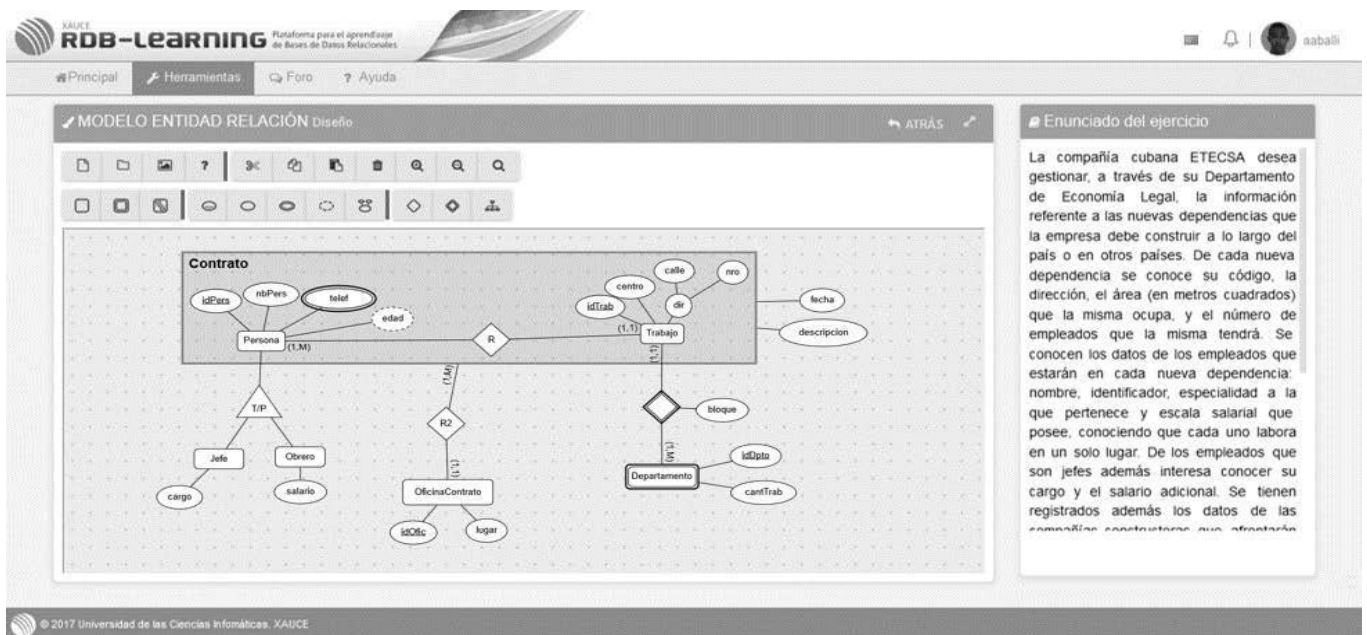 XAUCE
RDB-Learning
Plataforma para el aprendizaje
de Bases de Datos Relacionales
aaballi
Principal
Herramientas
Foro
? Ayuda
MODELO ENTIDAD RELACIÓN Diseño
ATRÁS
Enunciado del ejercicio
La compañía cubana ETECSA desea
gestionar, a través de su Departamento
de Economía Legal, la información
referente a las nuevas dependencias que
la empresa debe construir a lo largo del
país o en otros países. De cada nueva
dependencia se conoce su código, la
dirección, el área (en metros cuadrados)
que la misma ocupa, y el número de
empleados que la misma tendrá. Se
conocen los datos de los empleados que
estarán en cada nueva dependencia:
nombre, identificador, especialidad a la
que pertenece y escala salarial que
posee, conociendo que cada uno labora
en un solo lugar. De los empleados que
son jefes además interesa conocer su
cargo y el salario adicional. Se tienen
registrados además los datos de las
compañías constructoras que afrontarán
?
Contrato
idPers
nbPers
telef
edad
Persona
(1,M)
R
(1,1)
Trabajo
idTrab
centro
calle
dir
nro
fecha
descripcion
(1,M)
(1,1)
T/P
R2
bloque
Jefe
Obrero
(1,1)
(1,M)
cargo
salario
OficinaContrato
idOfic
lugar
Departamento
idDpto
cantTrab
© 2017 Universidad de las Ciencias Infomáticas. XAUCE